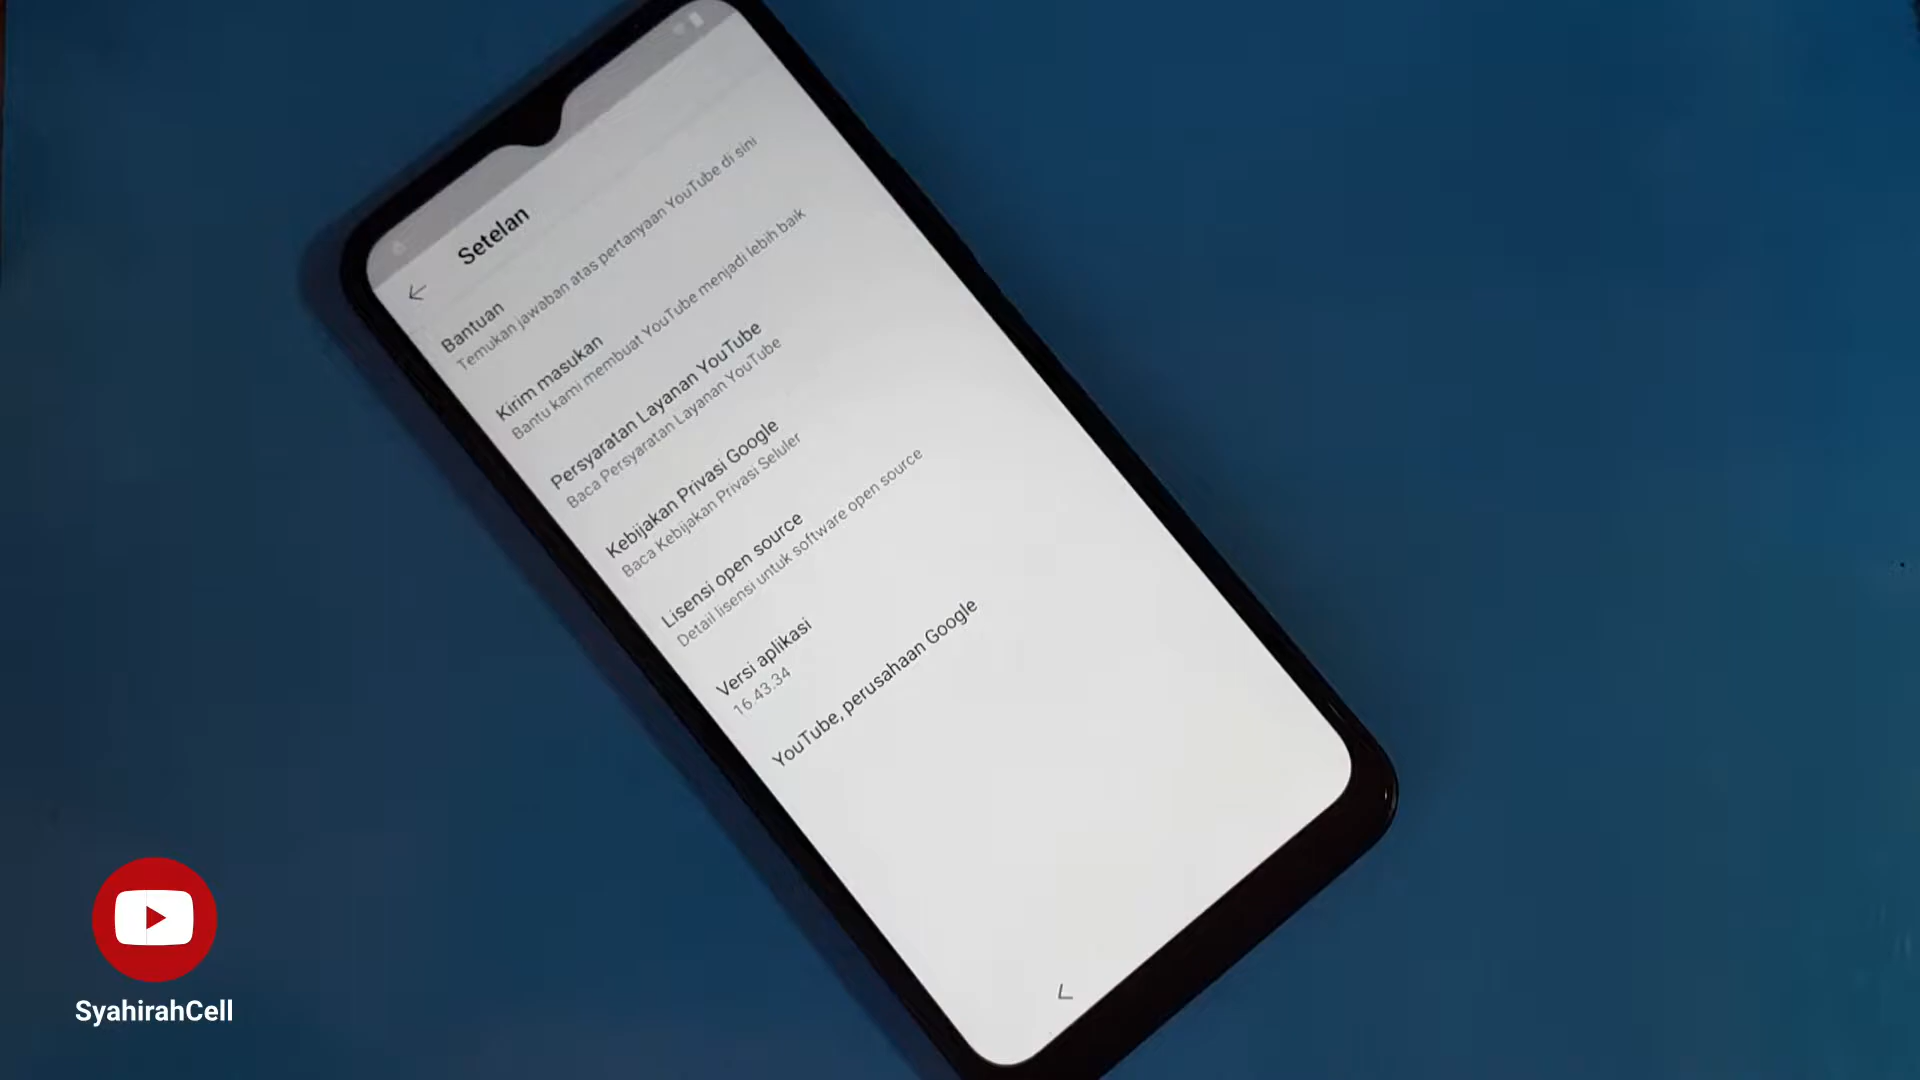 Setelan
Bantuan
Temukan jawaban atas pertanyaan YouTube di sini
Kirim masukan
Bantu kami membuat YouTube menjadi lebih baik
Persyaratan Layanan YouTube
Baca Persyaratan Layanan YouTube
Kebijakan Privasi Google
Baca Kebijakan Privasi Seluler
Lisensi open source
Detail lisensi untuk software open source
Versi aplikasi
16.43.34
YouTube, perusahaan Google
SyahirahCell